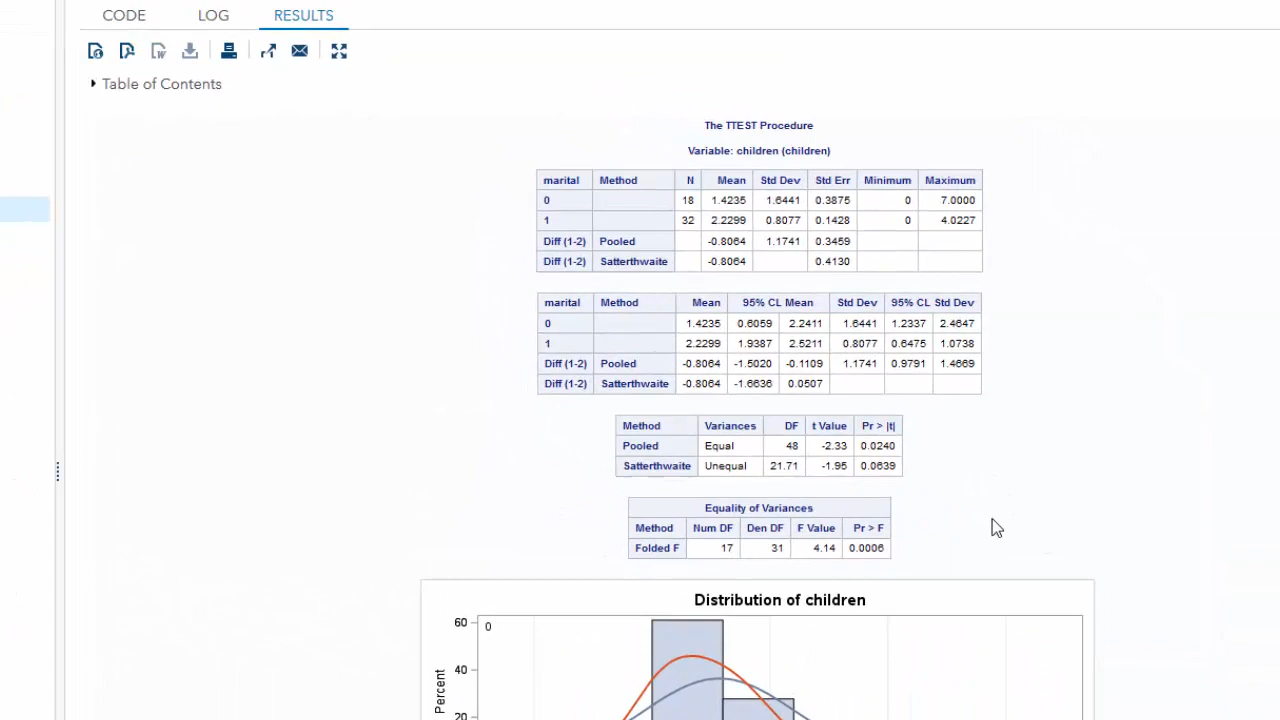 CODE LOG RESULTS
Table of Contents
The TTEST Procedure
Variable: children (children)
marital Method N Mean Std Dev Std Err Minimum Maximum
0 18 1.4235 1.6441 0.3875 0 7.0000
1 32 2.2299 0.8077 0.1428 0 4.0227
Diff (1-2) Pooled -0.8064 1.1741 0.3459
Diff (1-2) Satterthwaite -0.8064 0.4130
marital Method Mean 95% CL Mean Std Dev 95% CL Std Dev
0 1.4235 0.6059 2.2411 1.6441 1.2337 2.4647
1 2.2299 1.9387 2.5211 0.8077 0.6475 1.0738
Diff (1-2) Pooled -0.8064 -1.5020 -0.1109 1.1741 0.9791 1.4669
Diff (1-2) Satterthwaite -0.8064 -1.6636 0.0507
Method Variances DF t Value Pr > |t|
Pooled Equal 48 -2.33 0.0240
Satterthwaite Unequal 21.71 -1.95 0.0639
Equality of Variances
Method Num DF Den DF F Value Pr > F
Folded F 17 31 4.14 0.0006
Distribution of children
60 0
40
Percent
20